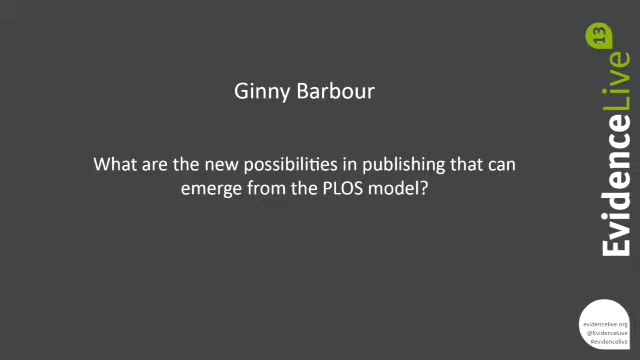 Ginny Barbour
What are the new possibilities in publishing that can
emerge from the PLOS model?
EvidenceLive 13
evidencelive.org
@EvidenceLive
#evidencelive